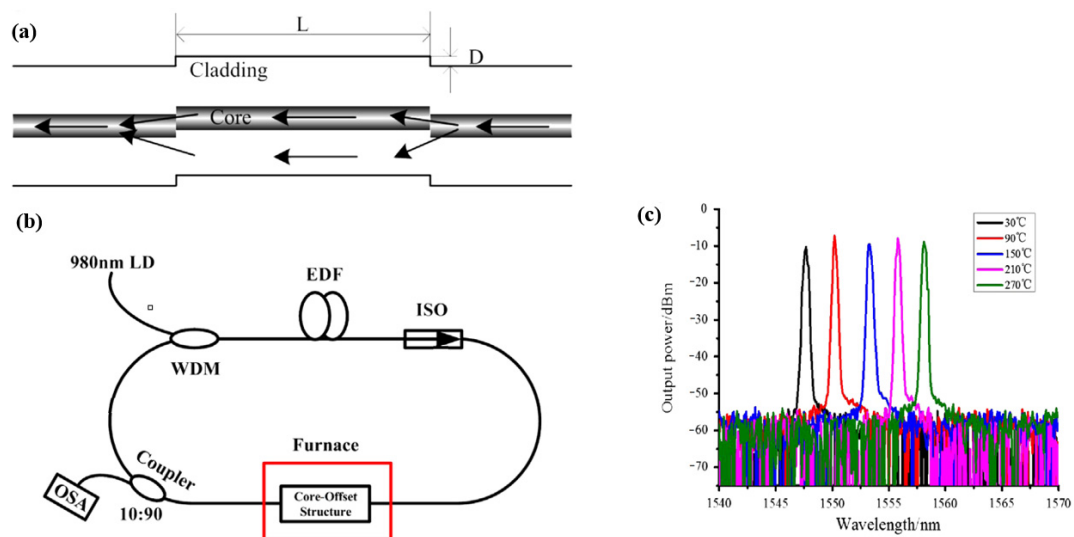 (a)
L
D
Cladding
Core
(b)
980nm LD
EDF
ISO
WDM
Furnace
Coupler
OSA
Core-Offset
Structure
10:90
(c)
0
-10
-20
-30
-40
-50
-60
-70
Output power/dBm
30℃
90℃
150℃
210℃
270℃
1540 1545 1550 1555 1560 1565 1570
Wavelength/nm